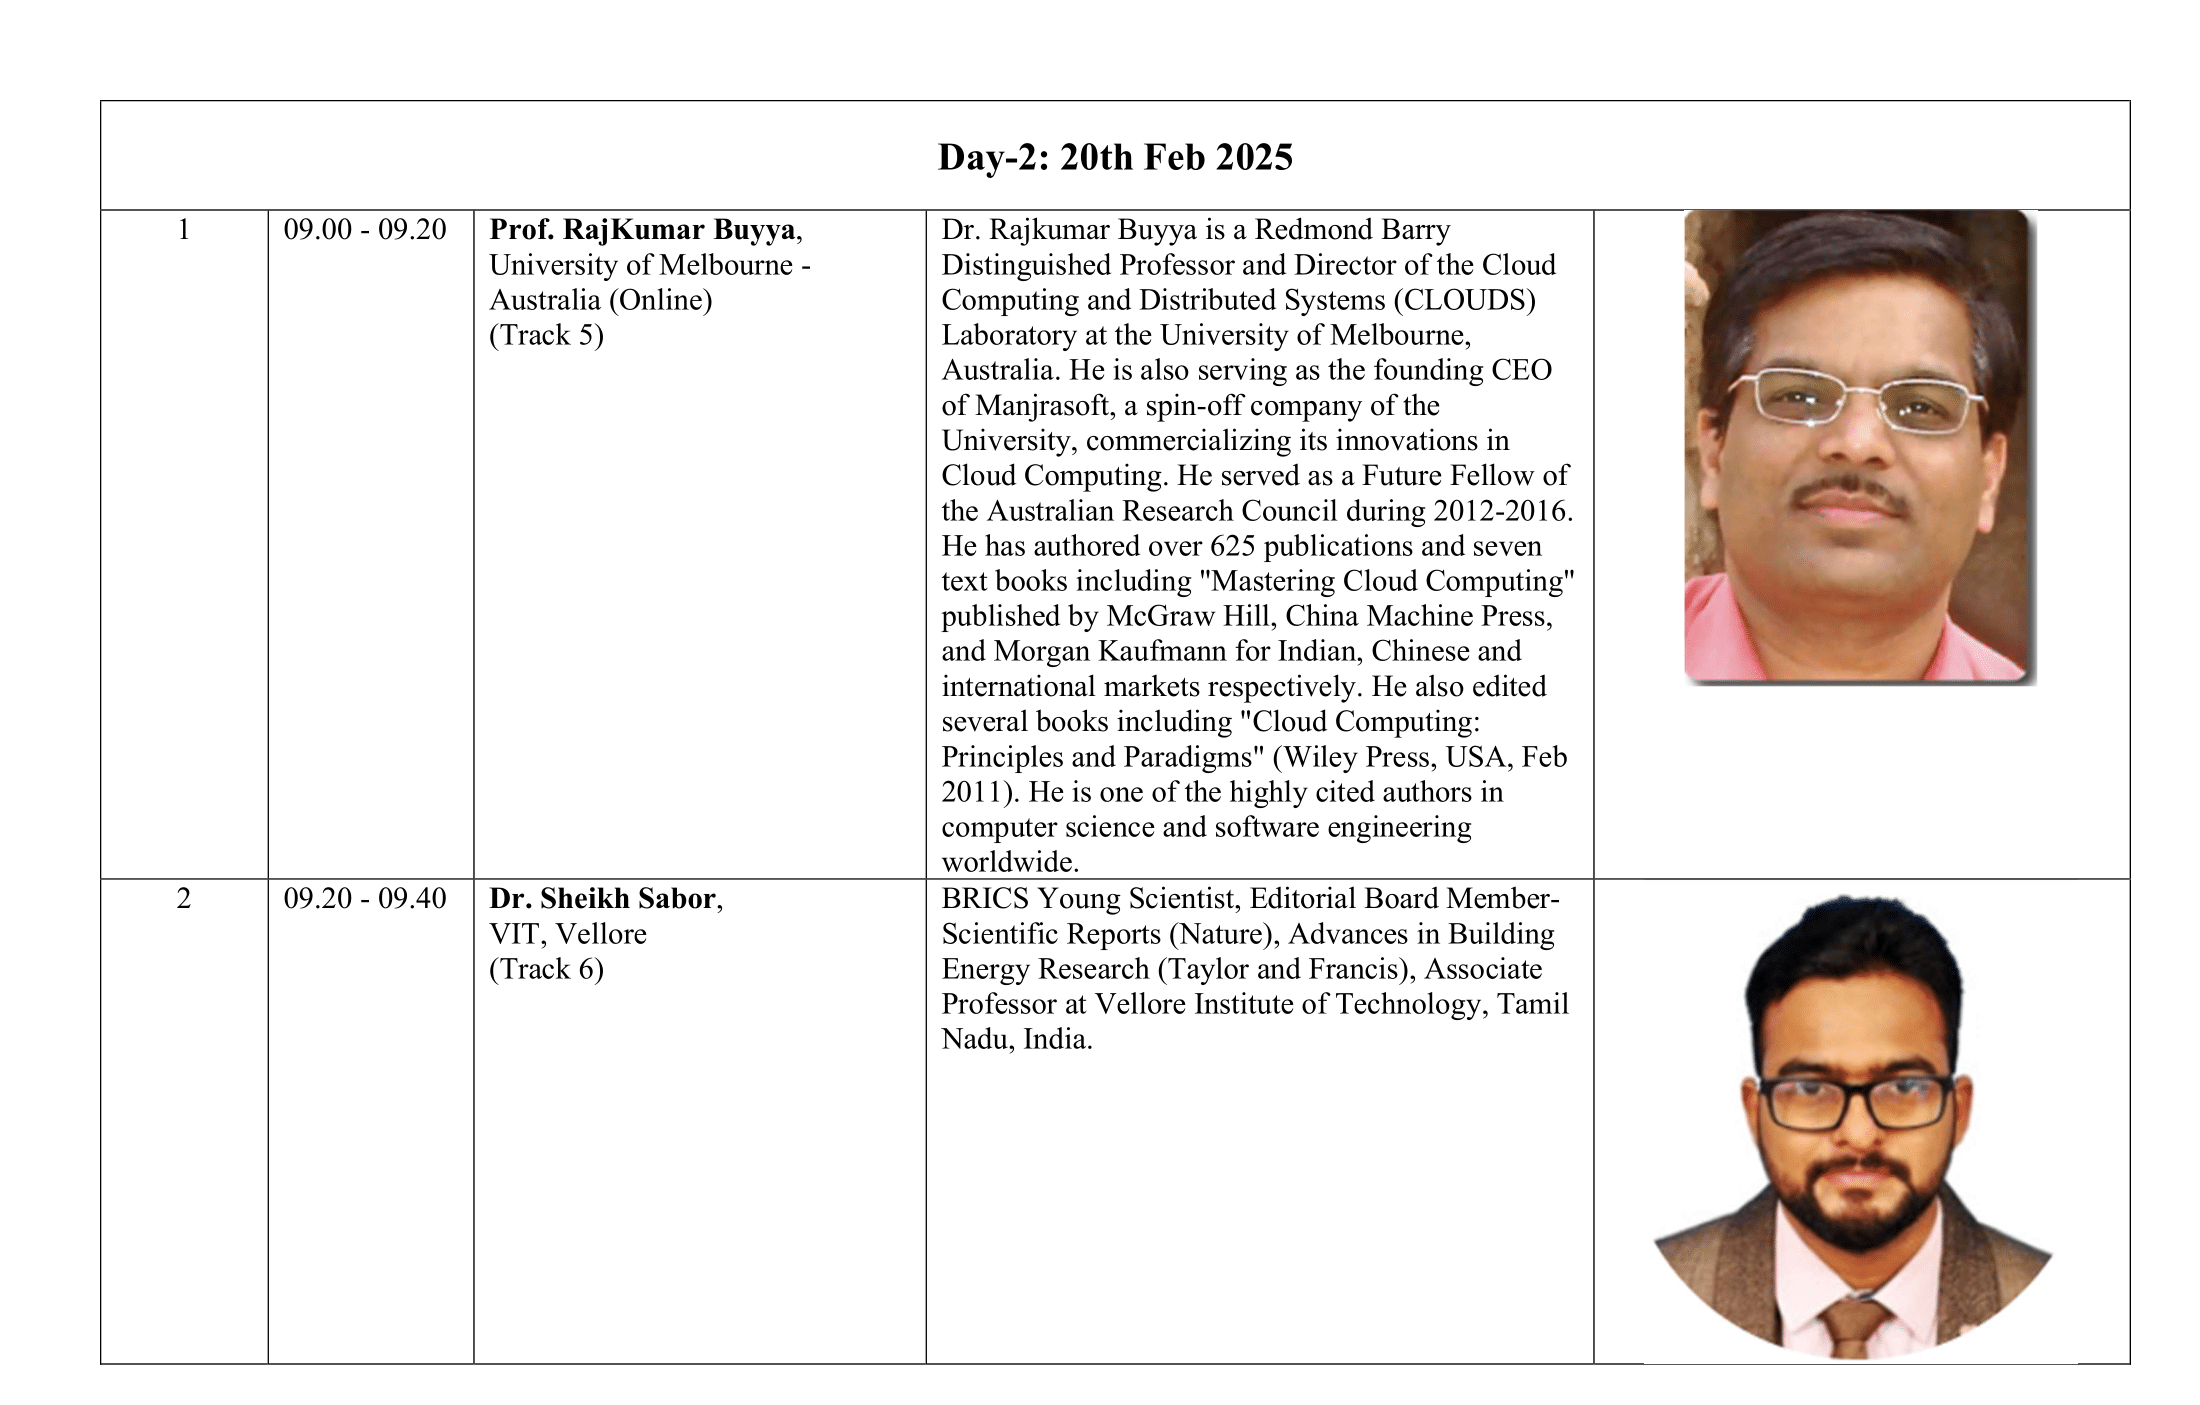 Day-2: 20th Feb 2025
1
09.00 - 09.20
Prof. RajKumar Buyya,
University of Melbourne -
Australia (Online)
(Track 5)
Dr. Rajkumar Buyya is a Redmond Barry
Distinguished Professor and Director of the Cloud
Computing and Distributed Systems (CLOUDS)
Laboratory at the University of Melbourne,
Australia. He is also serving as the founding CEO
of Manjrasoft, a spin-off company of the
University, commercializing its innovations in
Cloud Computing. He served as a Future Fellow of
the Australian Research Council during 2012-2016.
He has authored over 625 publications and seven
text books including "Mastering Cloud Computing"
published by McGraw Hill, China Machine Press,
and Morgan Kaufmann for Indian, Chinese and
international markets respectively. He also edited
several books including "Cloud Computing:
Principles and Paradigms" (Wiley Press, USA, Feb
2011). He is one of the highly cited authors in
computer science and software engineering
worldwide.
2
09.20 - 09.40
Dr. Sheikh Sabor,
VIT, Vellore
(Track 6)
BRICS Young Scientist, Editorial Board Member-
Scientific Reports (Nature), Advances in Building
Energy Research (Taylor and Francis), Associate
Professor at Vellore Institute of Technology, Tamil
Nadu, India.